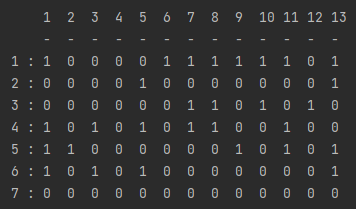 1 2 3 4 5 6 7 8 9 10 11 12 13
- - - - - - - - - - - - -
1 : 1 0 0 0 0 1 1 1 1 1 1 0 1
2 : 0 0 0 0 1 0 0 0 0 0 0 0 1
3 : 0 0 0 0 0 0 1 1 0 1 0 1 0
4 : 1 0 1 0 1 0 1 1 0 0 1 0 0
5 : 1 1 0 0 0 0 0 0 1 0 1 0 1
6 : 1 0 1 0 1 0 0 0 0 0 0 0 1
7 : 0 0 0 0 0 0 0 0 0 0 0 0 0